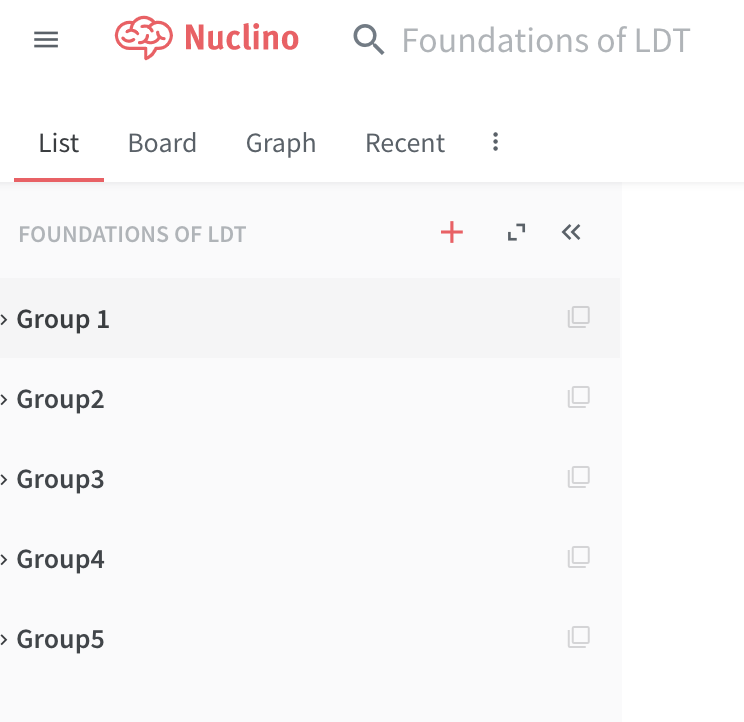 Nuclino
Foundations of LDT
List Board Graph Recent
FOUNDATIONS OF LDT
Group 1
Group2
Group3
Group4
Group5